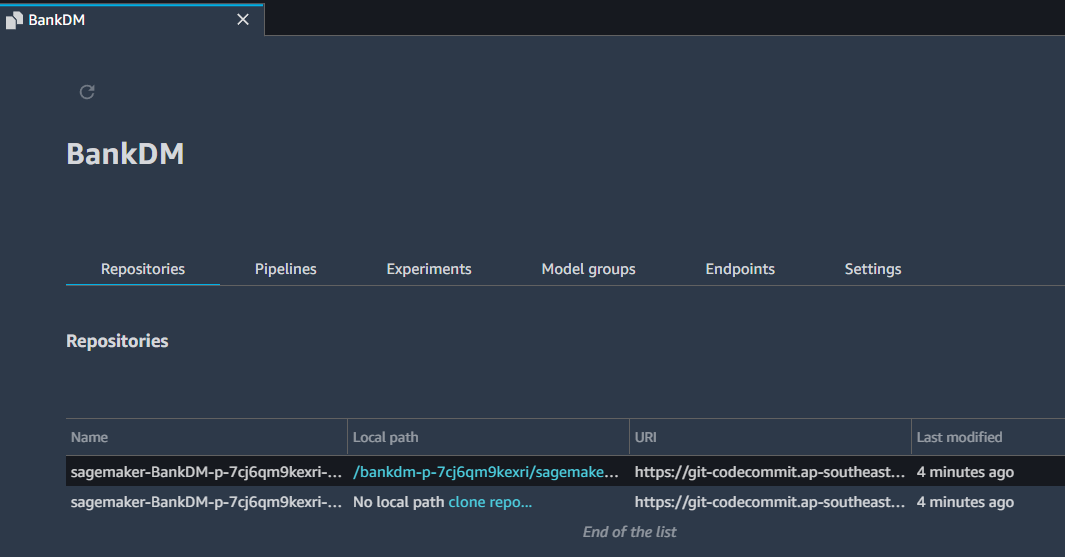 BankDM
BankDM
Repositories Pipelines Experiments Model groups Endpoints Settings
Repositories
Name Local path URI Last modified
sagemaker-BankDM-p-7cj6qm9kexri-... /bankdm-p-7cj6qm9kexri/sagemake... https://git-codecommit.ap-southeast... 4 minutes ago
sagemaker-BankDM-p-7cj6qm9kexri-... No local path clone repo... https://git-codecommit.ap-southeast... 4 minutes ago
End of the list